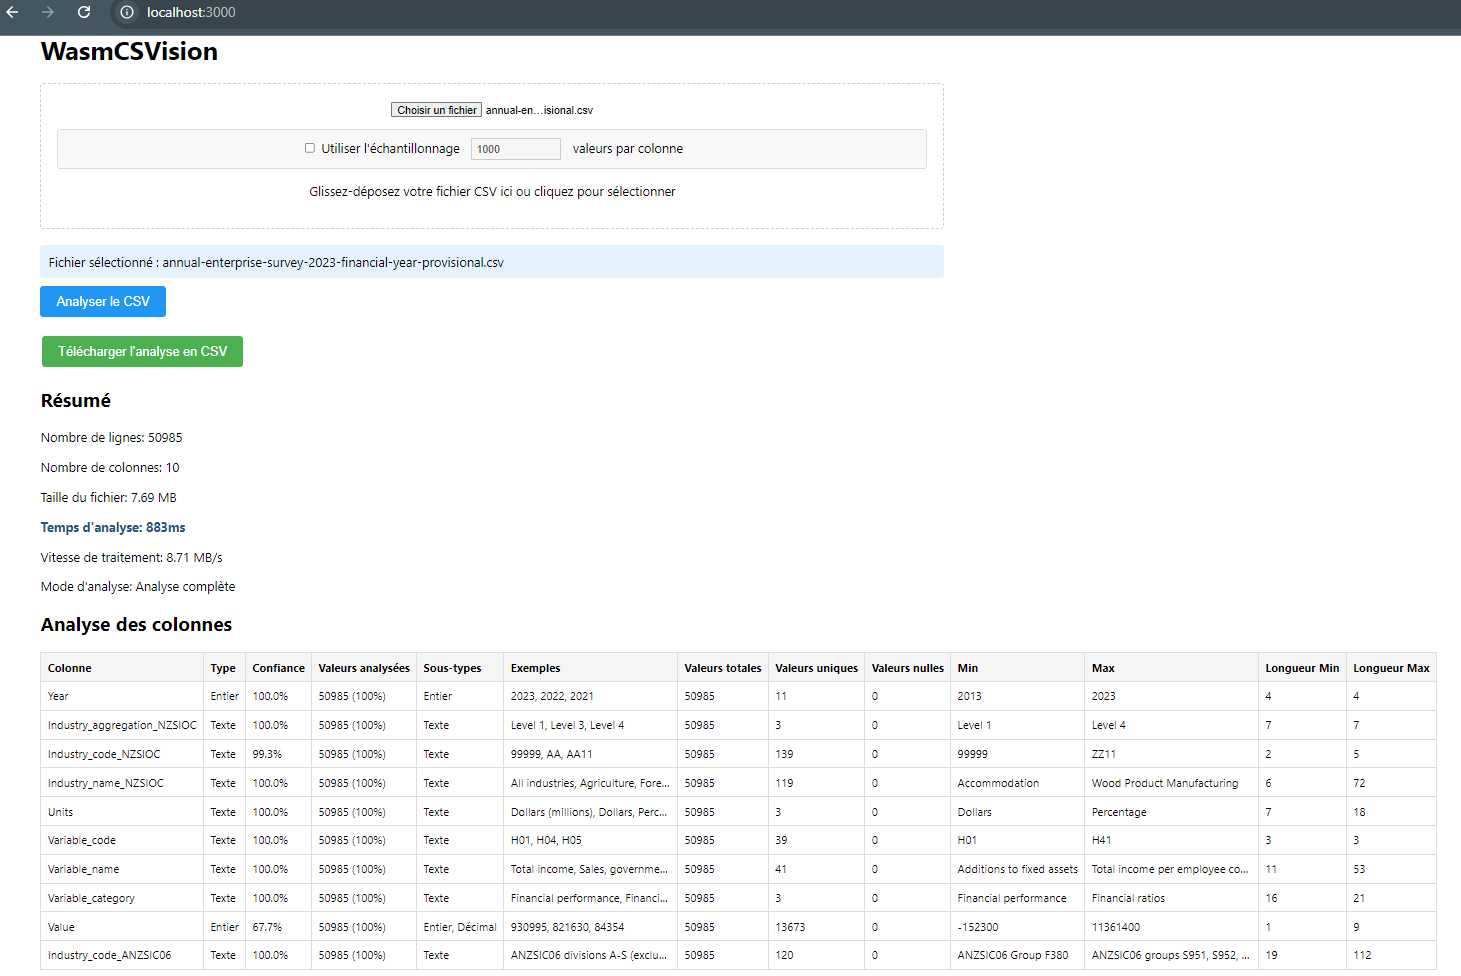 localhost:3000
WasmCSVision
Choisir un fichier annual-en...isional.csv
Utiliser l'échantillonnage 1000 valeurs par colonne
Glissez-déposez votre fichier CSV ici ou cliquez pour sélectionner
Fichier sélectionné : annual-enterprise-survey-2023-financial-year-provisional.csv
Analyser le CSV
Télécharger l'analyse en CSV
Résumé
Nombre de lignes: 50985
Nombre de colonnes: 10
Taille du fichier: 7.69 MB
Temps d'analyse: 883ms
Vitesse de traitement: 8.71 MB/s
Mode d'analyse: Analyse complète
Analyse des colonnes
Colonne Type Confiance Valeurs analysées Sous-types Exemples Valeurs totales Valeurs uniques Valeurs nulles Min Max Longueur Min Longueur Max
Year Entier 100.0% 50985 (100%) Entier 2023, 2022, 2021 50985 11 0 2013 2023 4 4
Industry_aggregation_NZSIOC Texte 100.0% 50985 (100%) Texte Level 1, Level 3, Level 4 50985 3 0 Level 1 Level 4 7 7
Industry_code_NZSIOC Texte 99.3% 50985 (100%) Texte 99999, AA, AA11 50985 139 0 99999 ZZ11 2 5
Industry_name_NZSIOC Texte 100.0% 50985 (100%) Texte All industries, Agriculture, Fore... 50985 119 0 Accommodation Wood Product Manufacturing 6 72
Units Texte 100.0% 50985 (100%) Texte Dollars (millions), Dollars, Perc... 50985 3 0 Dollars Percentage 7 18
Variable_code Texte 100.0% 50985 (100%) Texte H01, H04, H05 50985 39 0 H01 H41 3 3
Variable_name Texte 100.0% 50985 (100%) Texte Total income, Sales, governme... 50985 41 0 Additions to fixed assets Total income per employee co... 11 53
Variable_category Texte 100.0% 50985 (100%) Texte Financial performance, Financi... 50985 3 0 Financial performance Financial ratios 16 21
Value Entier 67.7% 50985 (100%) Entier, Décimal 930995, 821630, 84354 50985 13673 0 -152300 11361400 1 9
Industry_code_ANZSIC06 Texte 100.0% 50985 (100%) Texte ANZSIC06 divisions A-S (exclu... 50985 120 0 ANZSIC06 Group F380 ANZSIC06 groups S951, S952, ... 19 112